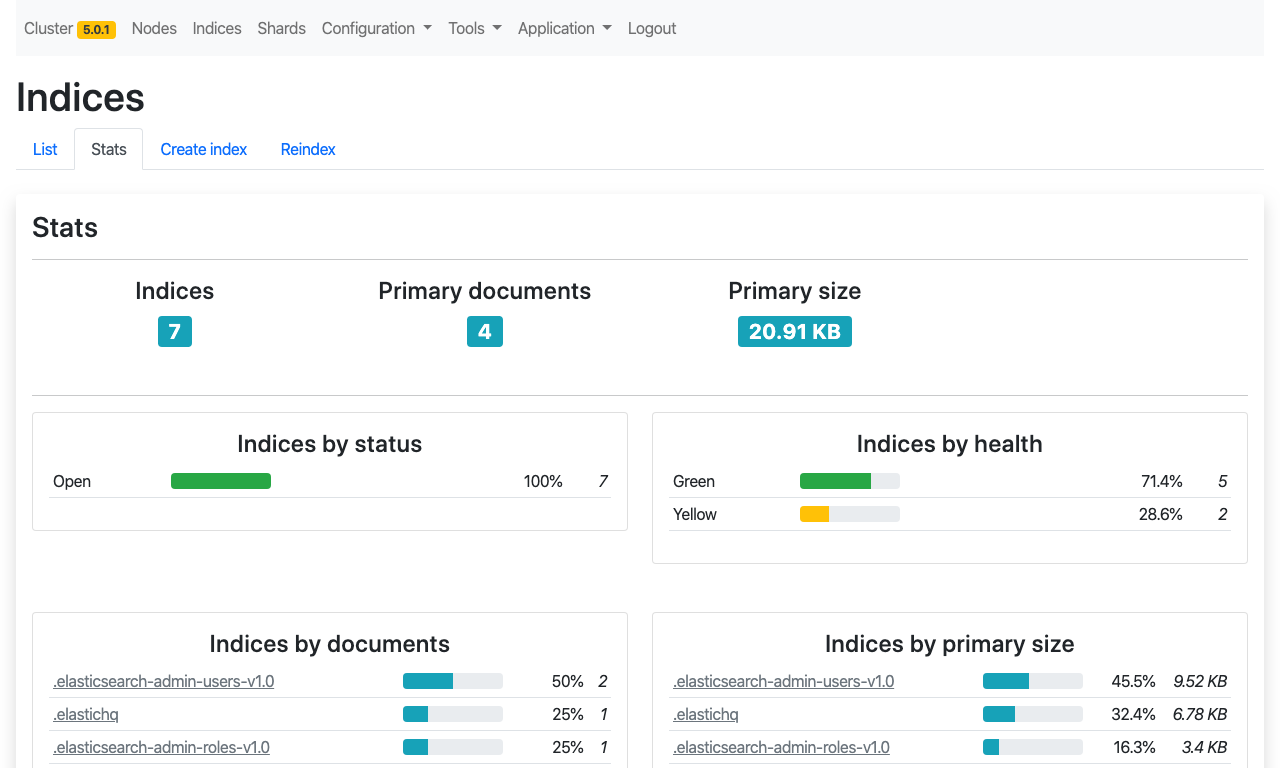 Cluster 5.0.1 Nodes Indices Shards Configuration Tools Application Logout
Indices
List Stats Create index Reindex
Stats
Indices Primary documents Primary size
7 4 20.91 KB
Indices by status
Open 100% 7
Indices by health
Green 71.4% 5
Yellow 28.6% 2
Indices by documents
.elasticsearch-admin-users-v1.0 50% 2
.elastichq 25% 1
.elasticsearch-admin-roles-v1.0 25% 1
Indices by primary size
.elasticsearch-admin-users-v1.0 45.5% 9.52 KB
.elastichq 32.4% 6.78 KB
.elasticsearch-admin-roles-v1.0 16.3% 3.4 KB